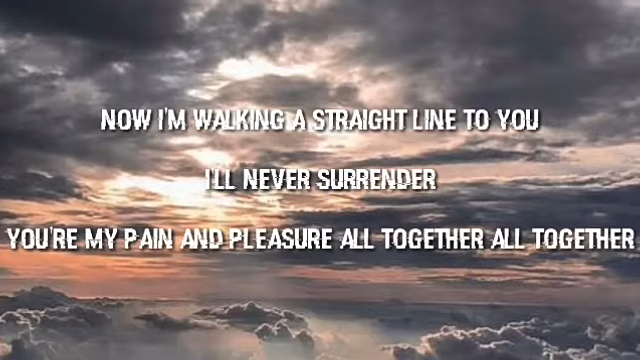 NOW I'M WALKING A STRAIGHT LINE TO YOU
I'LL NEVER SURRENDER
YOU'RE MY PAIN AND PLEASURE ALL TOGETHER ALL TOGETHER